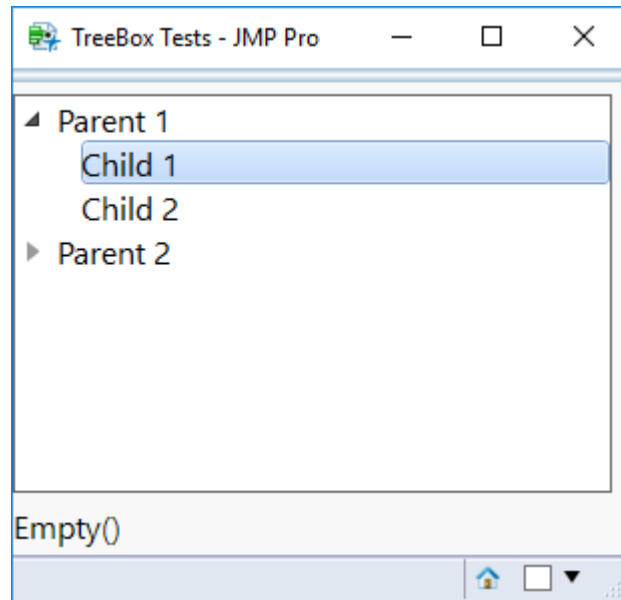 TreeBox Tests - JMP Pro
Parent 1
Child 1
Child 2
Parent 2
Empty()